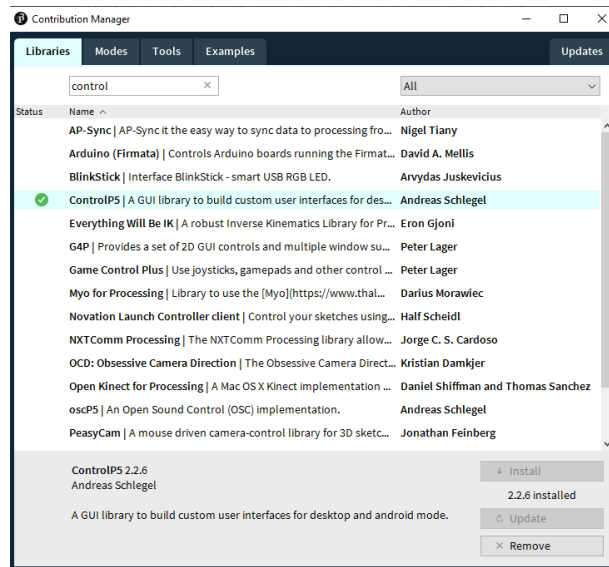 Contribution Manager
Libraries Modes Tools Examples Updates
control All
Status Name Author
AP-Sync | AP-Sync it the easy way to sync data to processing fro... Nigel Tiany
Arduino (Firmata) | Controls Arduino boards running the Firmat... David A. Mellis
BlinkStick | Interface BlinkStick - smart USB RGB LED. Arvydas Juskevicius
ControlP5 | A GUI library to build custom user interfaces for des... Andreas Schlegel
Everything Will Be IK | A robust Inverse Kinematics Library for Pr... Eron Gjoni
G4P | Provides a set of 2D GUI controls and multiple window su... Peter Lager
Game Control Plus | Use joysticks, gamepads and other control ... Peter Lager
Myo for Processing | Library to use the [Myo](https://www.thal... Darius Morawiec
Novation Launch Controller client | Control your sketches using... Half Scheidl
NXTComm Processing | The NXTComm Processing library allow... Jorge C. S. Cardoso
OCD: Obsessive Camera Direction | The Obsessive Camera Direct... Kristian Damkjer
Open Kinect for Processing | A Mac OS X Kinect implementation ... Daniel Shiffman and Thomas Sanchez
oscP5 | An Open Sound Control (OSC) implementation. Andreas Schlegel
PeasyCam | A mouse driven camera-control library for 3D sketc... Jonathan Feinberg
ControlP5 2.2.6
Andreas Schlegel
A GUI library to build custom user interfaces for desktop and android mode.
Install
2.2.6 installed
Update
Remove